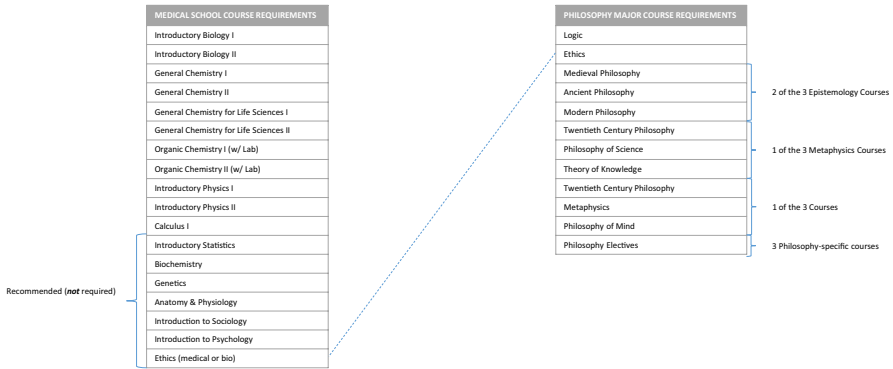 MEDICAL SCHOOL COURSE REQUIREMENTS
Introductory Biology I
Introductory Biology II
General Chemistry I
General Chemistry II
General Chemistry for Life Sciences I
General Chemistry for Life Sciences II
Organic Chemistry I (w/ Lab)
Organic Chemistry II (w/ Lab)
Introductory Physics I
Introductory Physics II
Calculus I
Introductory Statistics
Biochemistry
Genetics
Anatomy & Physiology
Introduction to Sociology
Introduction to Psychology
Ethics (medical or bio)
Recommended (not required)
PHILOSOPHY MAJOR COURSE REQUIREMENTS
Logic
Ethics
Medieval Philosophy
Ancient Philosophy
Modern Philosophy
Twentieth Century Philosophy
Philosophy of Science
Theory of Knowledge
Twentieth Century Philosophy
Metaphysics
Philosophy of Mind
Philosophy Electives
2 of the 3 Epistemology Courses
1 of the 3 Metaphysics Courses
1 of the 3 Courses
3 Philosophy-specific courses